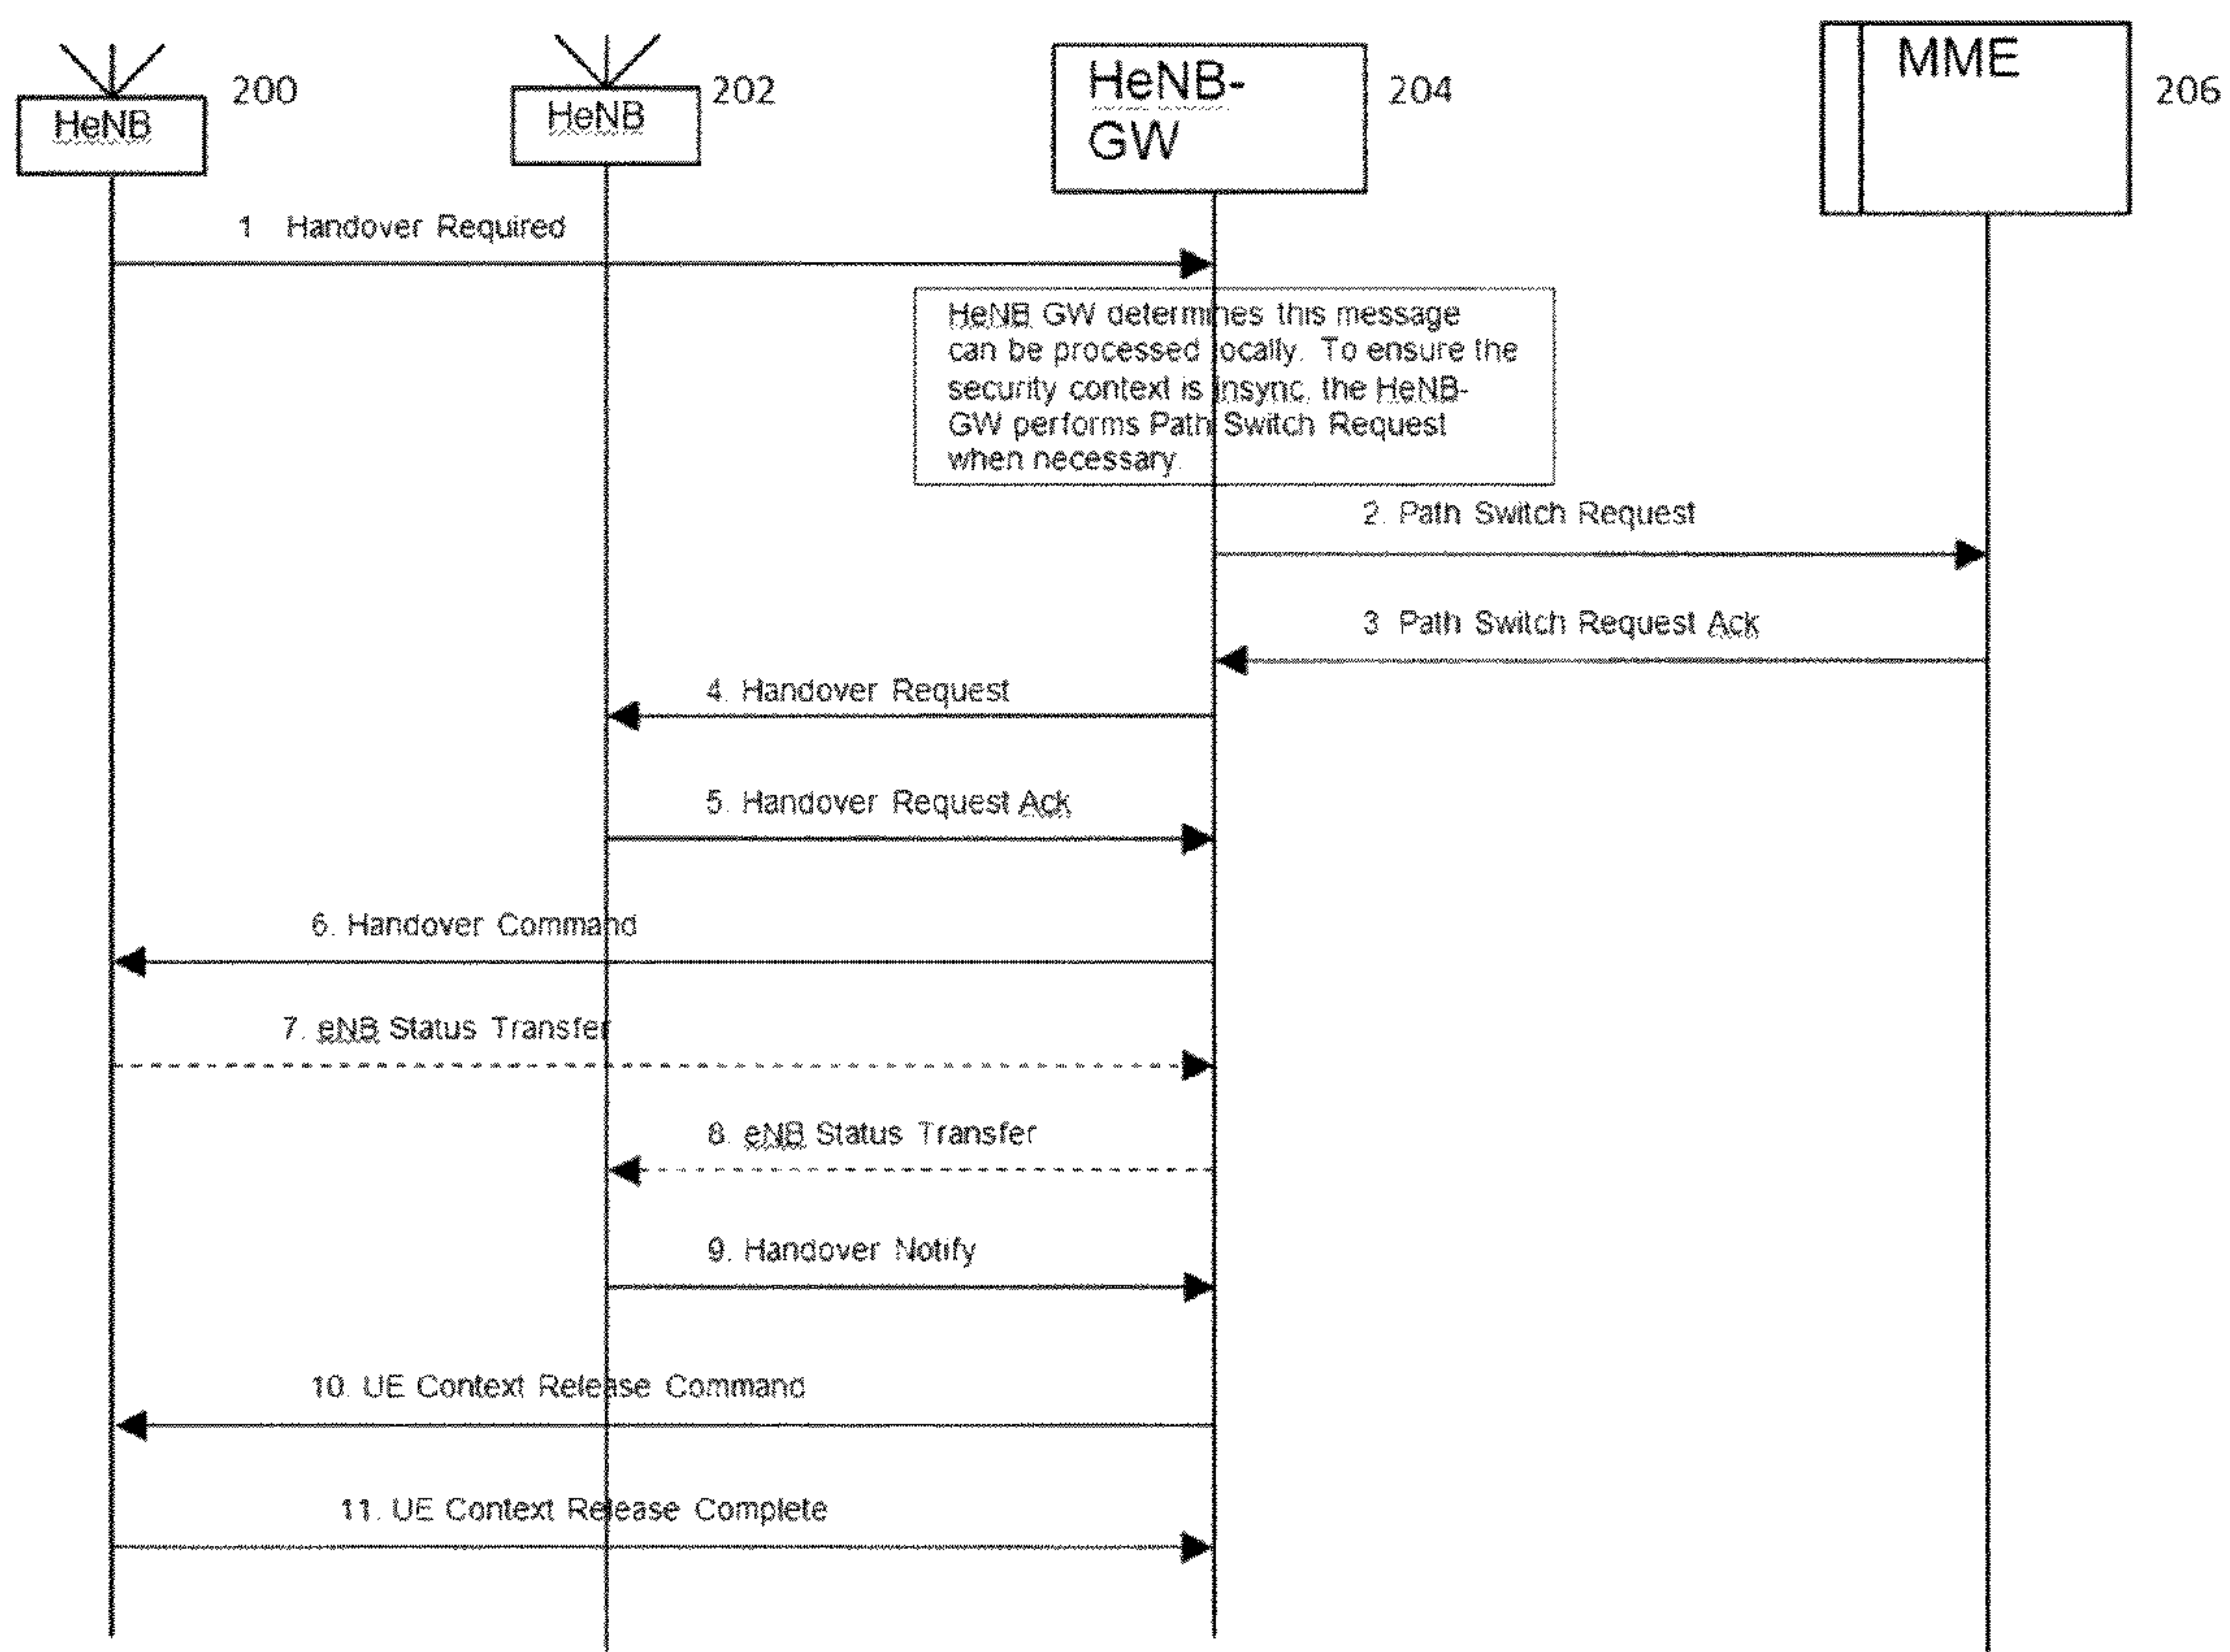 HeNB
200
HeNB
202
HeNB-
GW
204
MME
206
1 Handover Required
HeNB GW determines this message
can be processed locally. To ensure the
security context is insync, the HeNB-
GW performs Path Switch Request
when necessary.
2. Path Switch Request
3 Path Switch Request Ack
4. Handover Request
5. Handover Request Ack
6. Handover Command
7. eNB Status Transfer
8. eNB Status Transfer
9. Handover Notify
10. UE Context Release Command
11. UE Context Release Complete